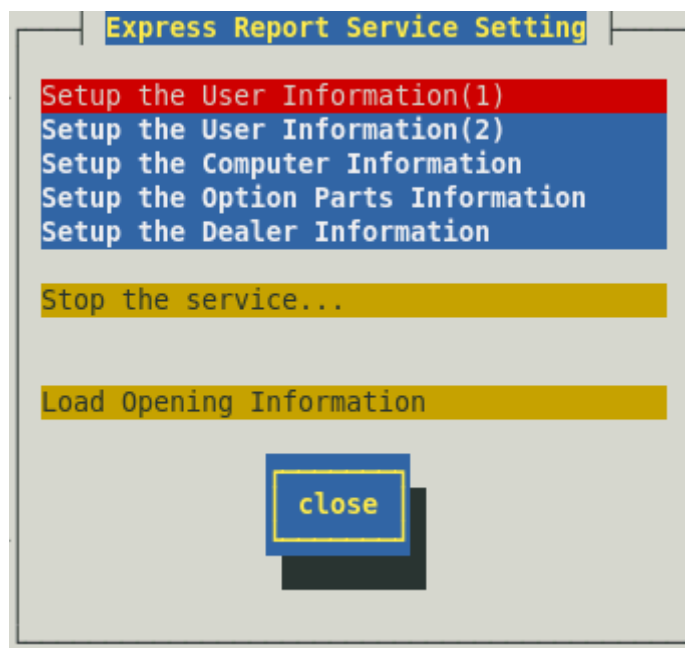 Express Report Service Setting
Setup the User Information(1)
Setup the User Information(2)
Setup the Computer Information
Setup the Option Parts Information
Setup the Dealer Information
Stop the service...
Load Opening Information
close